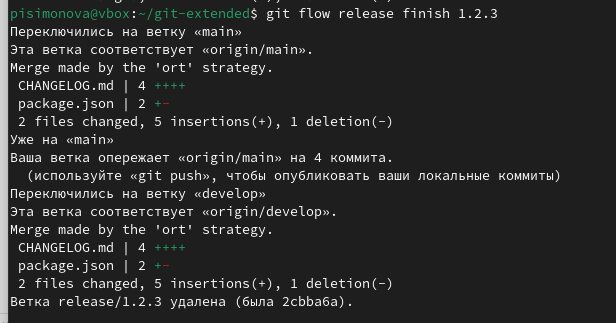 pisimonova@vbox:~/git-extended$ git flow release finish 1.2.3
Переключились на ветку «main»
Эта ветка соответствует «origin/main».
Merge made by the 'ort' strategy.
CHANGELOG.md | 4 ++++
package.json | 2 +-
2 files changed, 5 insertions(+), 1 deletion(-)
Уже на «main»
Ваша ветка опережает «origin/main» на 4 коммита.
(используйте «git push», чтобы опубликовать ваши локальные коммиты)
Переключились на ветку «develop»
Эта ветка соответствует «origin/develop».
Merge made by the 'ort' strategy.
CHANGELOG.md | 4 ++++
package.json | 2 +-
2 files changed, 5 insertions(+), 1 deletion(-)
Ветка release/1.2.3 удалена (была 2cbba6a).